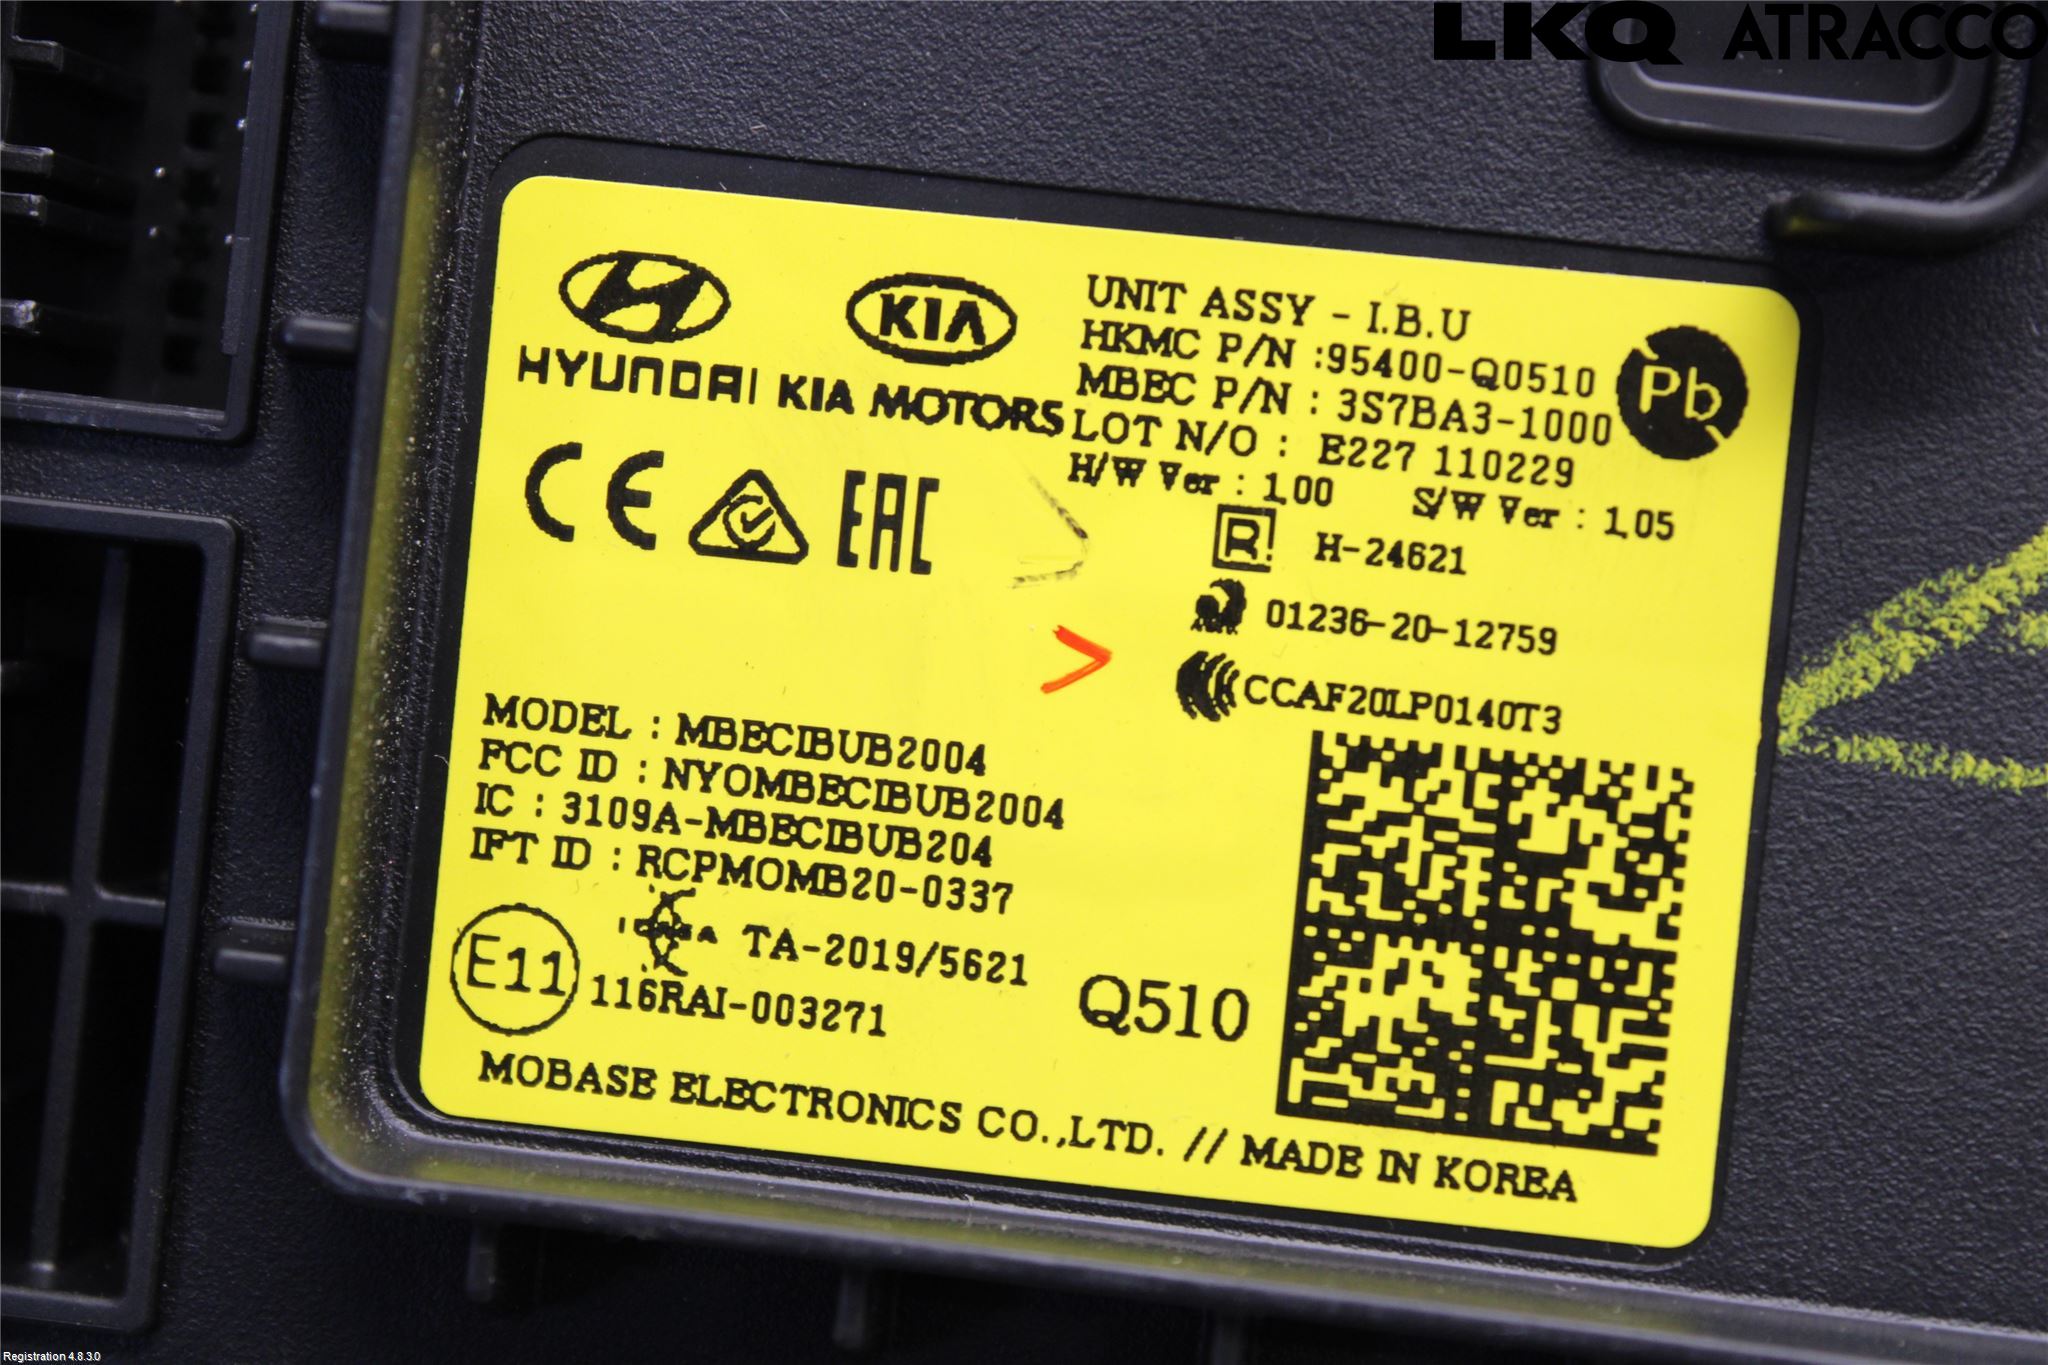 LKQ ATRACCO
HYUNDAI KIA MOTORS
KIA
UNIT ASSY - I.B.U
HKMC P/N :95400-Q0510
MBEC P/N : 3S7BA3-1000
LOT N/O : E227 110229
H/W Ver : 1.00 S/W Ver : 1.05
Pb
CE EAC
R H-24621
01236-20-12759
CCAF20LP0140T3
MODEL : MBECIBUB2004
FCC ID : NYOMBECIBUB2004
IC : 3109A-MBECIBUB204
IFT ID : RCPMOMB20-0337
TA-2019/5621
E11 116RAI-003271
Q510
MOBASE ELECTRONICS CO.,LTD. // MADE IN KOREA
Registration 4.8.3.0